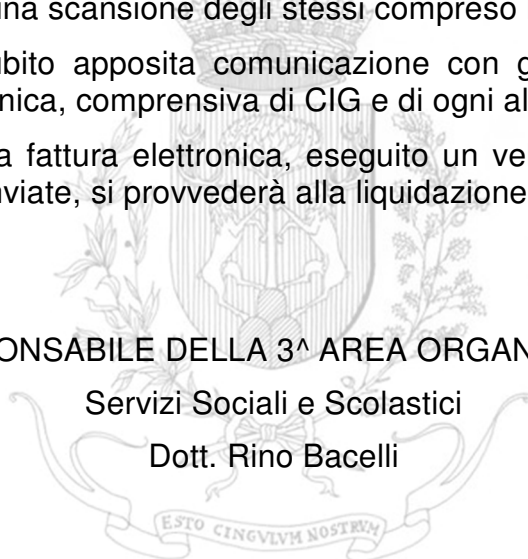 una scansione degli stessi compreso
bito apposita comunicazione con g
nica, comprensiva di CIG e di ogni al
a fattura elettronica, eseguito un ve
nviate, si provvederà alla liquidazione
ONSABILE DELLA 3^ AREA ORGAN
Servizi Sociali e Scolastici
Dott. Rino Bacelli
ESTO CINGVLVM NOSTRVM